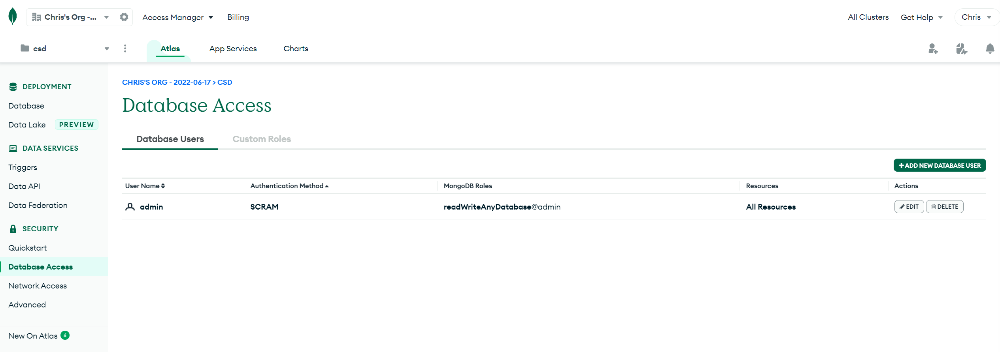 Chris's Org -...
Access Manager
Billing
All Clusters
Get Help
Chris
csd
Atlas
App Services
Charts
DEPLOYMENT
Database
Data Lake PREVIEW
DATA SERVICES
Triggers
Data API
Data Federation
SECURITY
Quickstart
Database Access
Network Access
Advanced
New On Atlas 6
CHRIS'S ORG - 2022-06-17 > CSD
Database Access
Database Users
Custom Roles
+ ADD NEW DATABASE USER
User Name Authentication Method MongoDB Roles Resources Actions
admin SCRAM readWriteAnyDatabase@admin All Resources EDIT DELETE